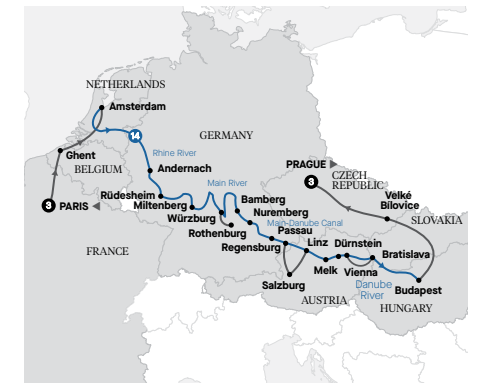 NETHERLANDS
Amsterdam
14
GERMANY
Rhine River
Ghent
BELGIUM
Andernach
PRAGUE
3
CZECH
REPUBLIC
Main River
Rüdesheim
Miltenberg
Bamberg
Velké
Bílovice
3 PARIS
Würzburg
Nuremberg
SLOVAKIA
Rothenburg
Main-Danube Canal
Passau
Regensburg
Linz
Dürnstein
FRANCE
Bratislava
Melk
Vienna
Salzburg
Danube
River
Budapest
AUSTRIA
HUNGARY